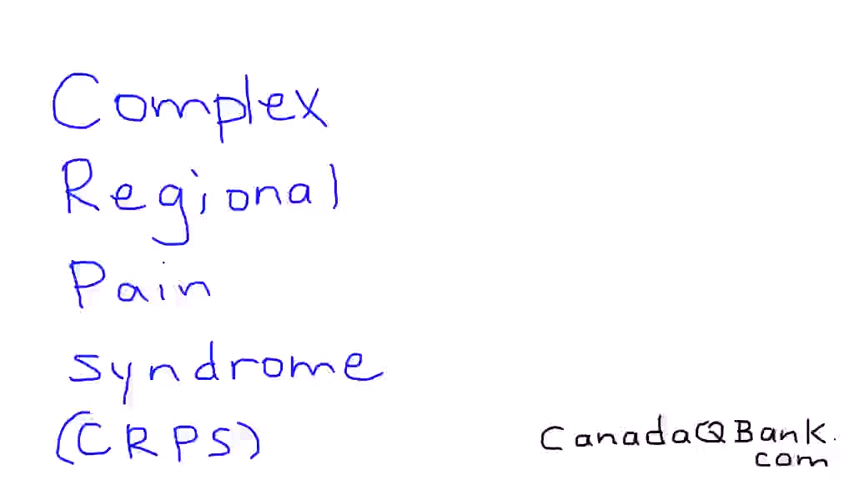 Complex
Regional
Pain
syndrome
(CRPS)
CanadaQBank.
com